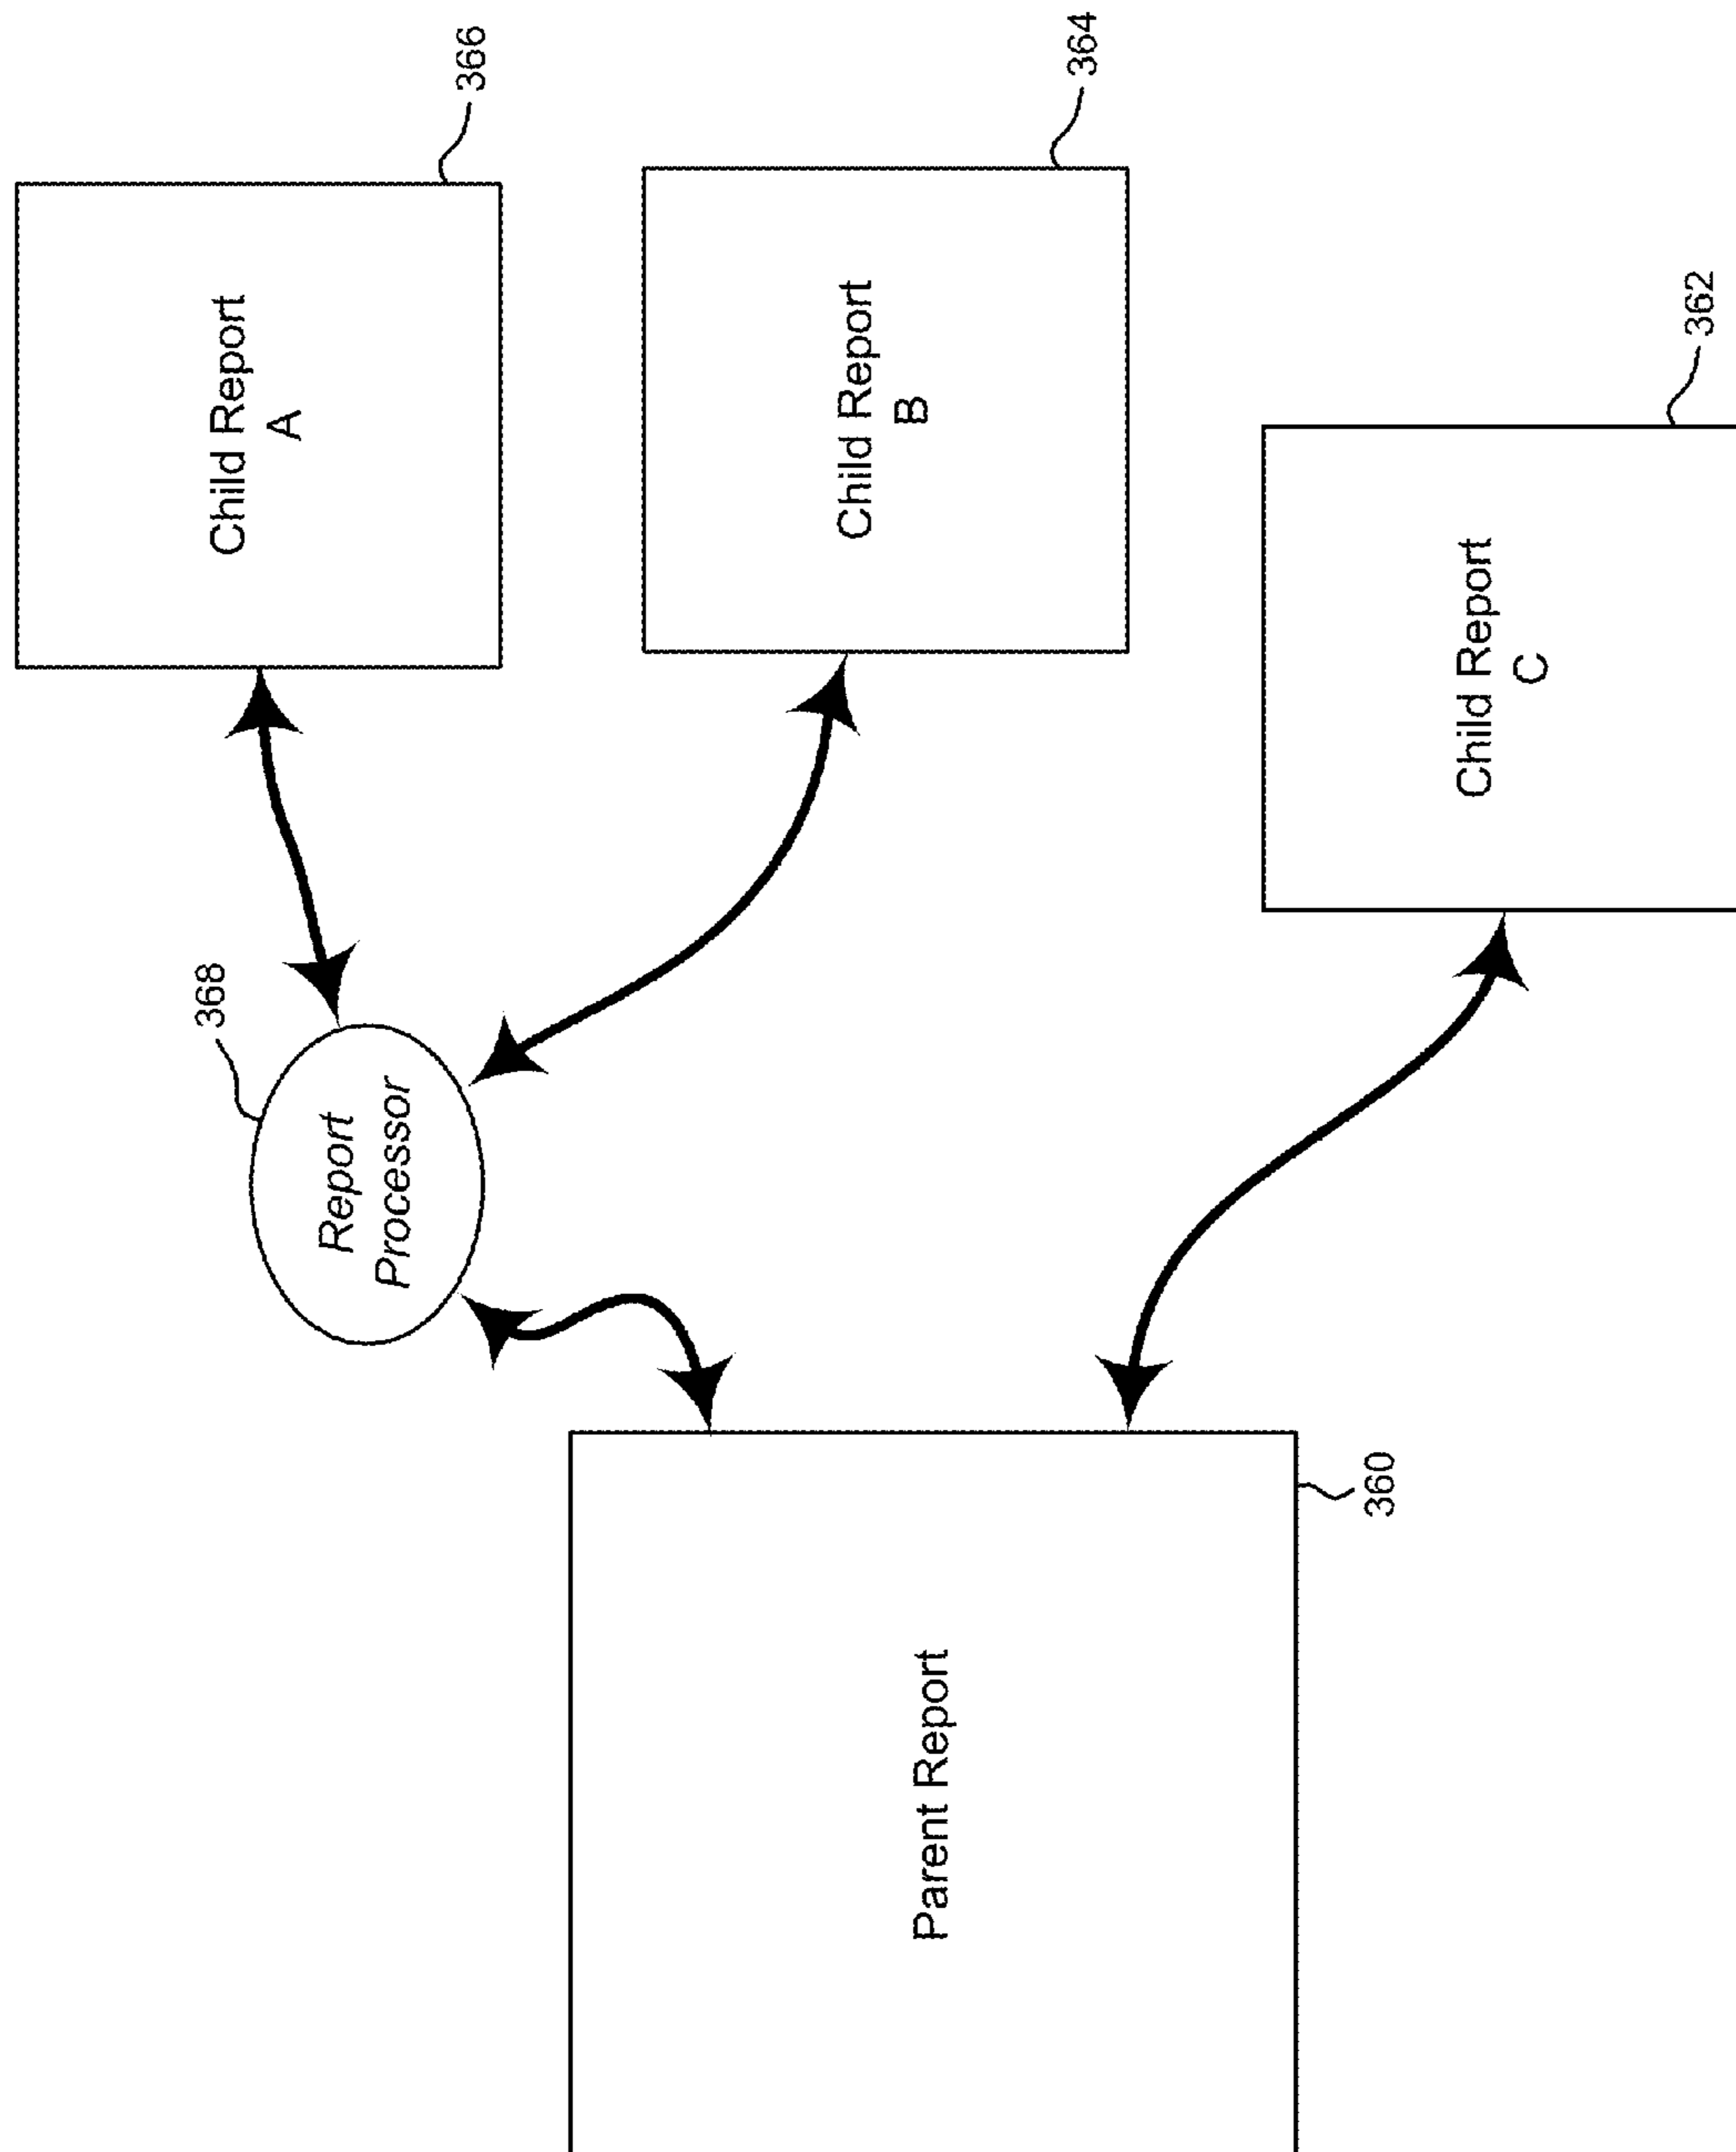 366
Child Report
A
364
Child Report
B
362
Child Report
C
368
Report
Processor
Parent Report
360